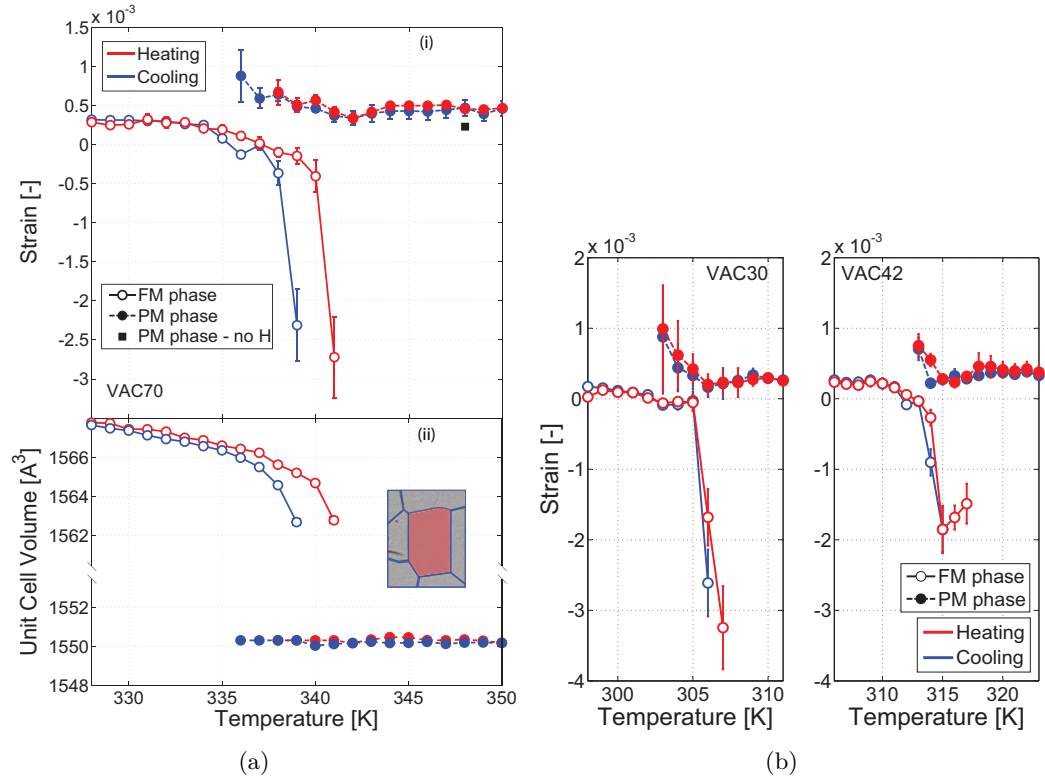 x 10⁻³
1.5
1
0.5
0
-0.5
-1
-1.5
-2
-2.5
-3
Strain [-]
(i)
Heating
Cooling
FM phase
PM phase
PM phase - no H
VAC70
(ii)
1566
1564
1562
1552
1550
1548
Unit Cell Volume [A³]
330 335 340 345 350
Temperature [K]
(a)
x 10⁻³
2
1
0
-1
-2
-3
-4
Strain [-]
VAC30
300 305 310
Temperature [K]
x 10⁻³
2
1
0
-1
-2
-3
-4
VAC42
FM phase
PM phase
Heating
Cooling
310 315 320
Temperature [K]
(b)